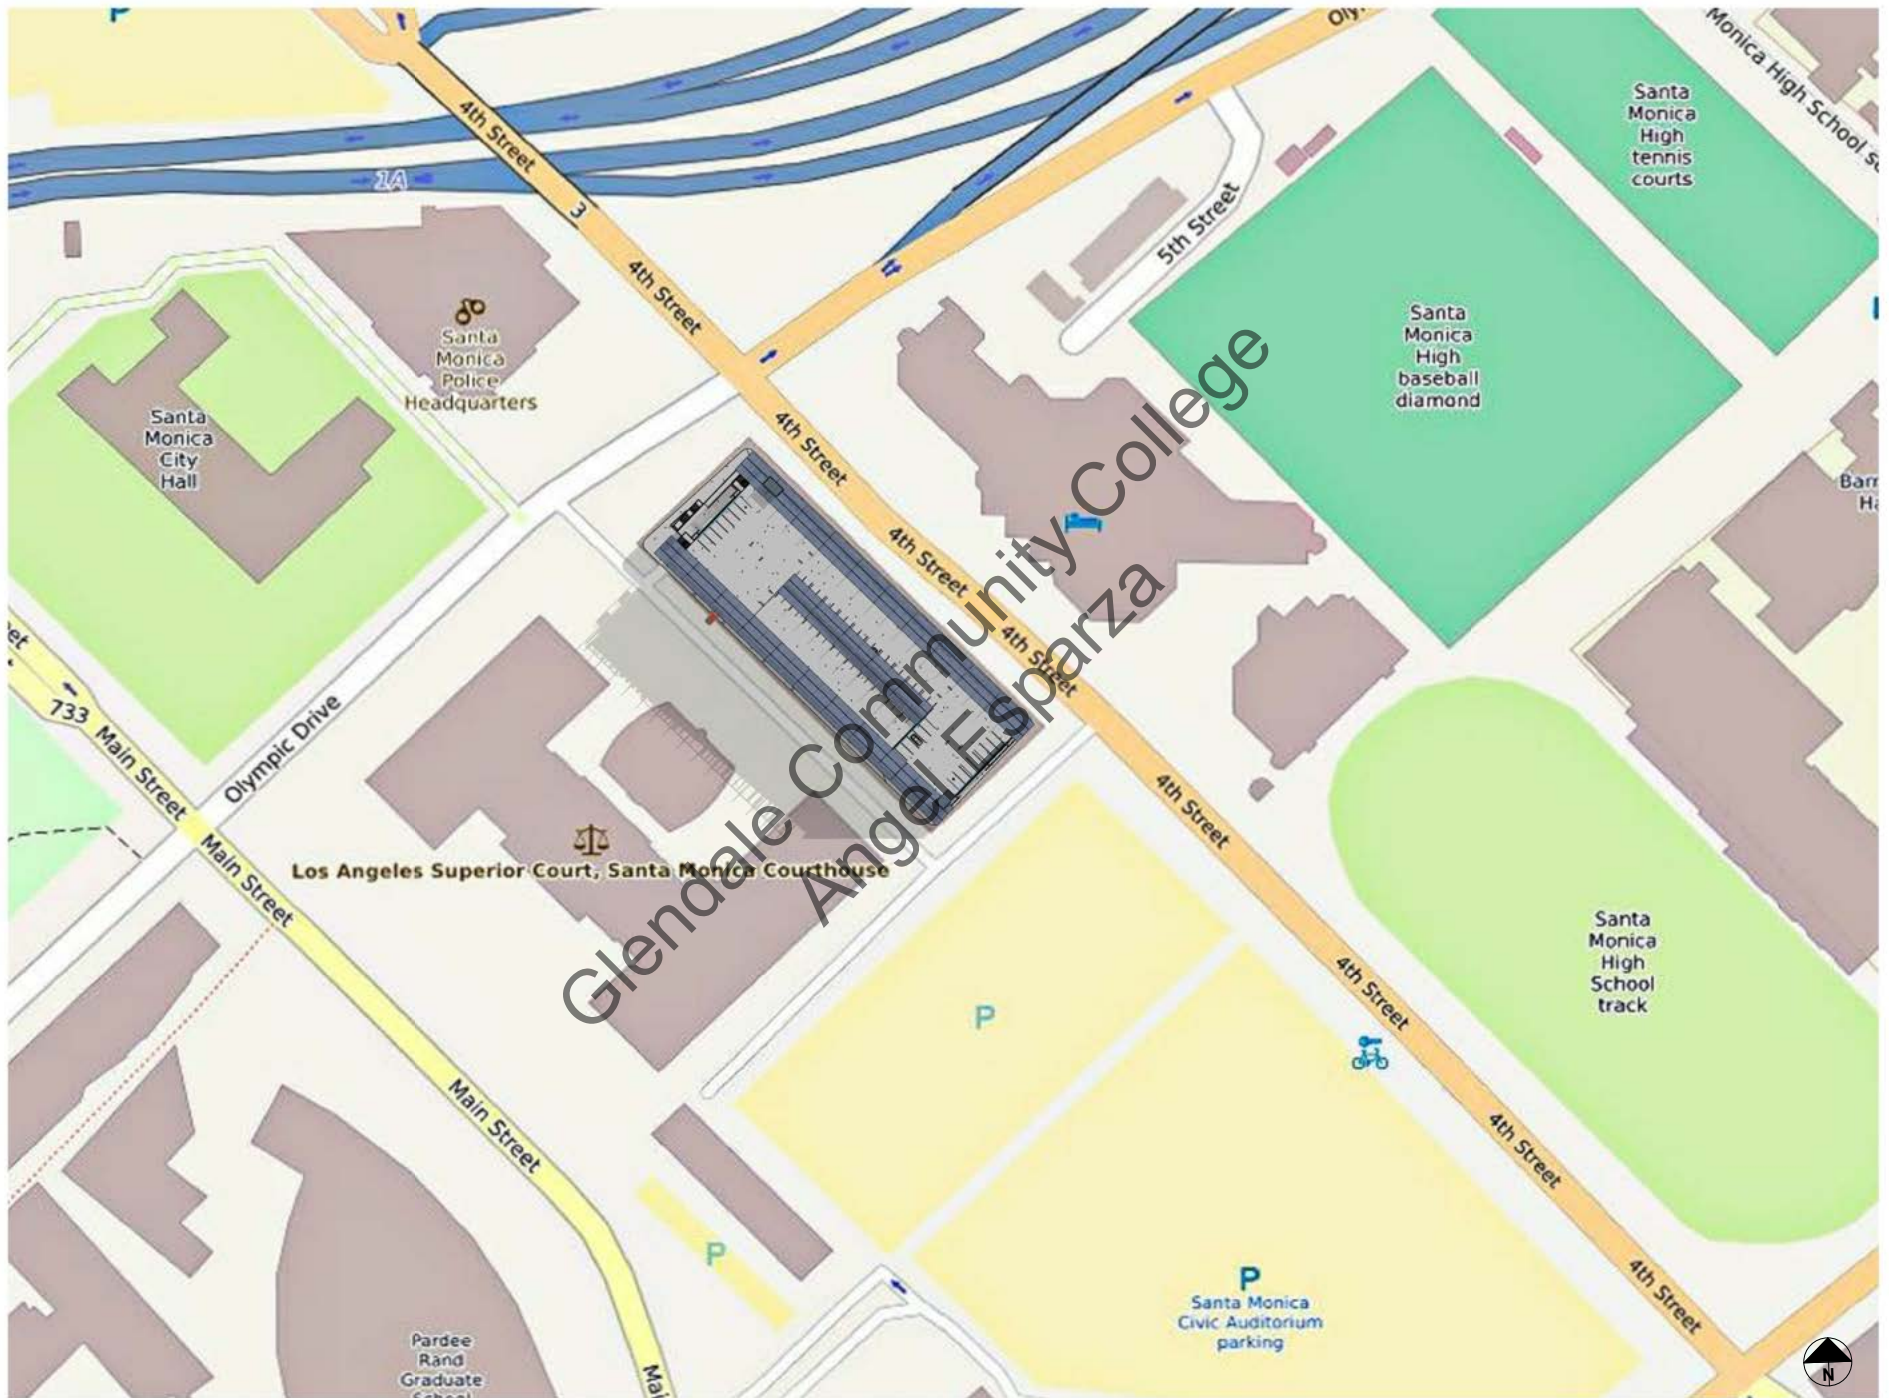 P
Oly
Monica High School s
4th Street
Santa
Monica
High
tennis
courts
1A
3
5th Street
4th Street
Santa
Monica
Police
Headquarters
Santa
Monica
High
baseball
diamond
Santa
Monica
City
Hall
4th Street
4th Street
4th Street
4th Street
Glendale Community College
Angel Esparza
733
Main Street
Olympic Drive
Main Street
Los Angeles Superior Court, Santa Monica Courthouse
4th Street
4th Street
Santa
Monica
High
School
track
P
Main Street
4th Street
P
P
Santa Monica
Civic Auditorium
parking
4th Street
Pardee
Rand
Graduate
School
Mai
N